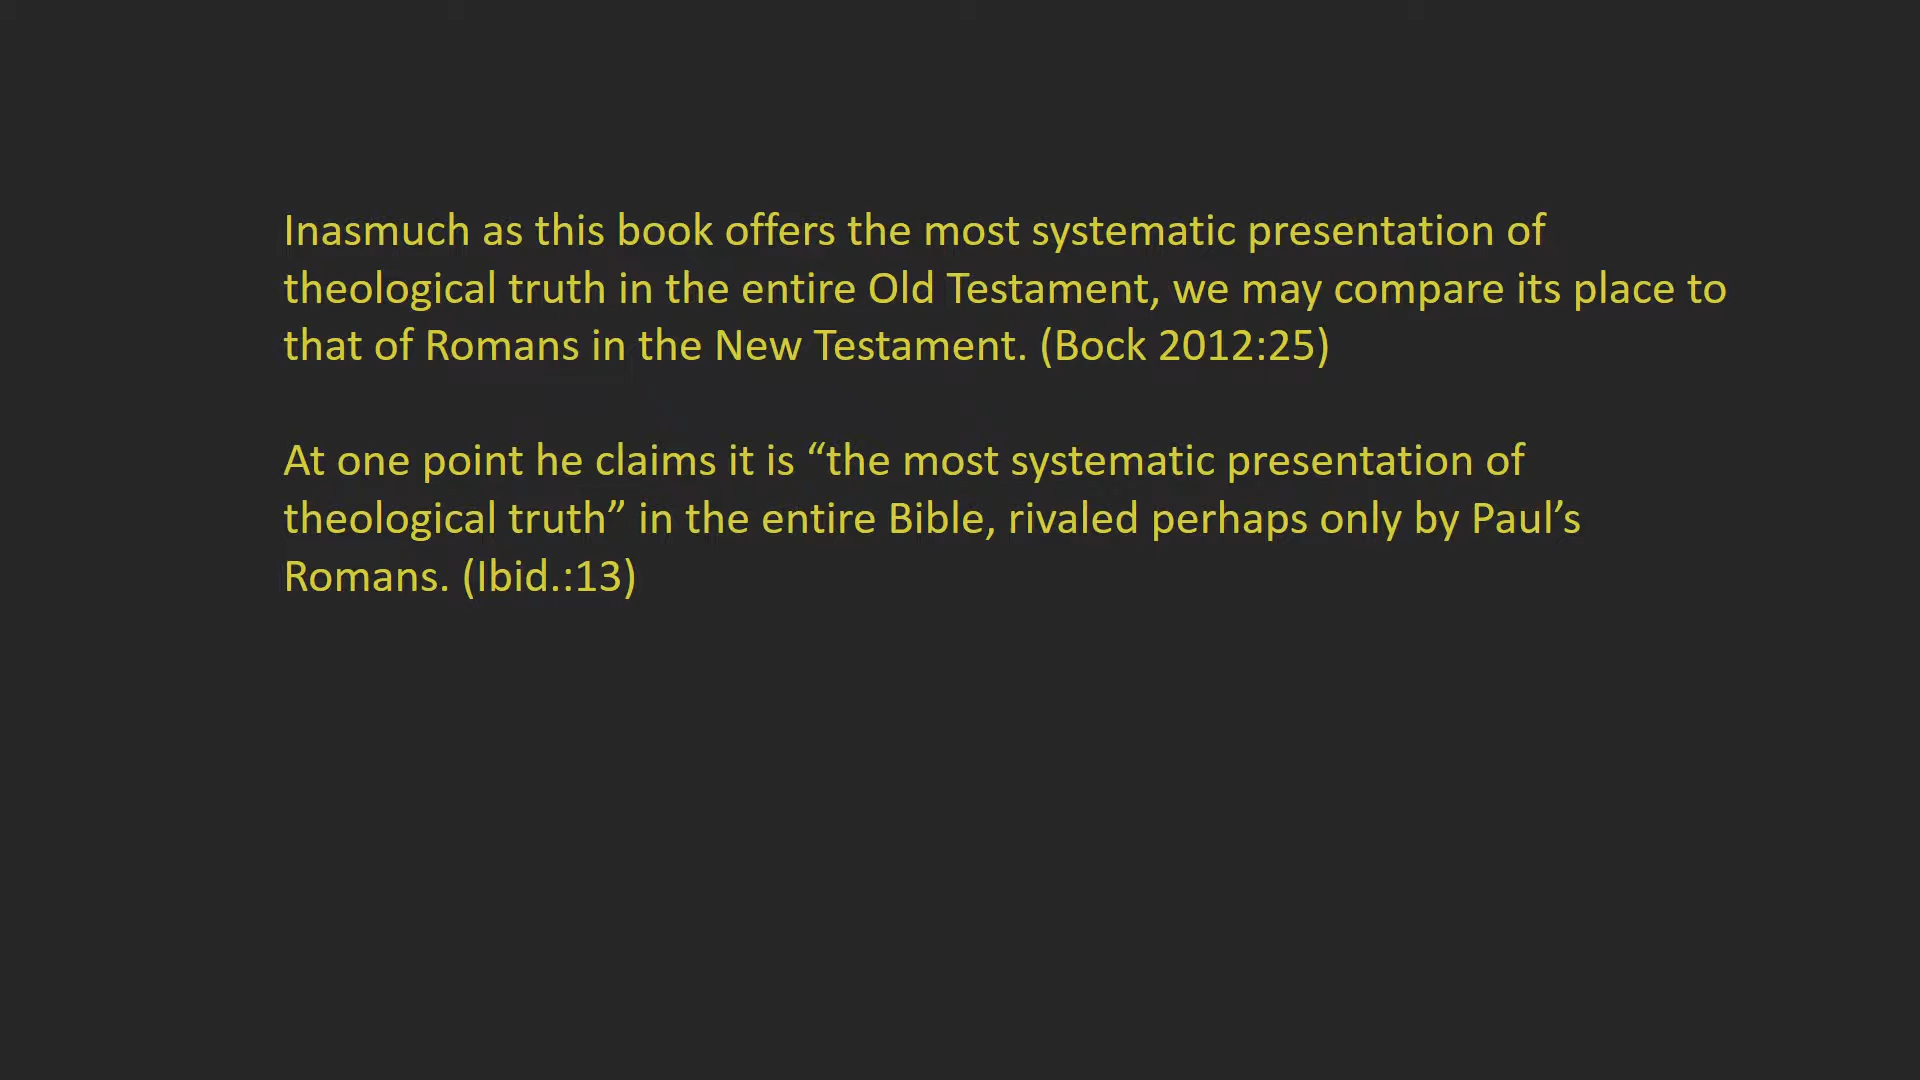 Inasmuch as this book offers the most systematic presentation of
theological truth in the entire Old Testament, we may compare its place to
that of Romans in the New Testament. (Bock 2012:25)
At one point he claims it is “the most systematic presentation of
theological truth” in the entire Bible, rivaled perhaps only by Paul’s
Romans. (Ibid.:13)